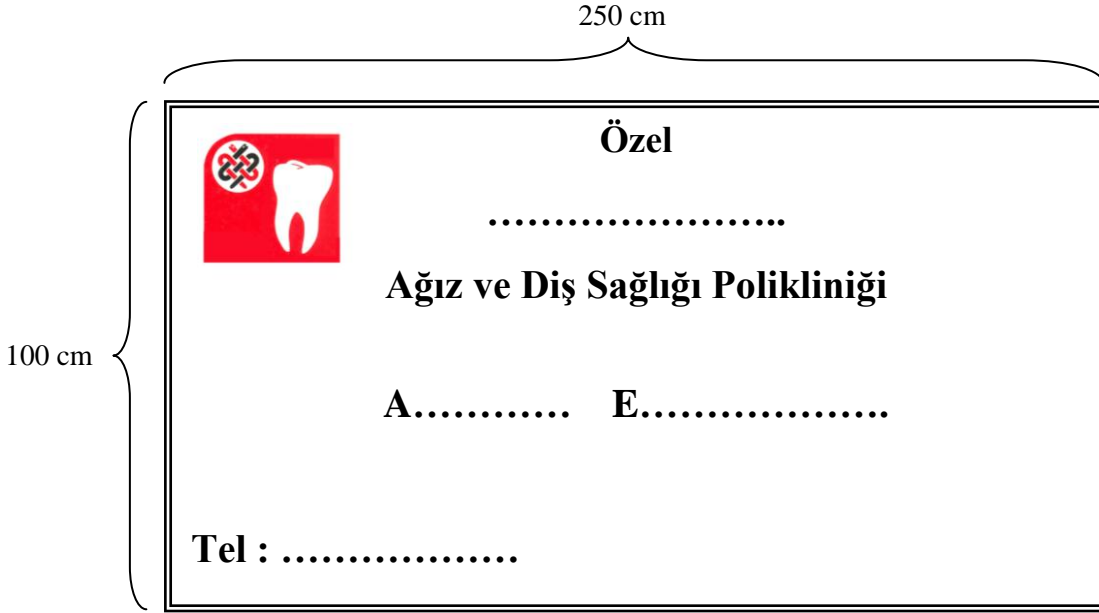 250 cm
Özel
……………………..
Ağız ve Diş Sağlığı Polikliniği
100 cm
A………… E……………….
Tel : ………………